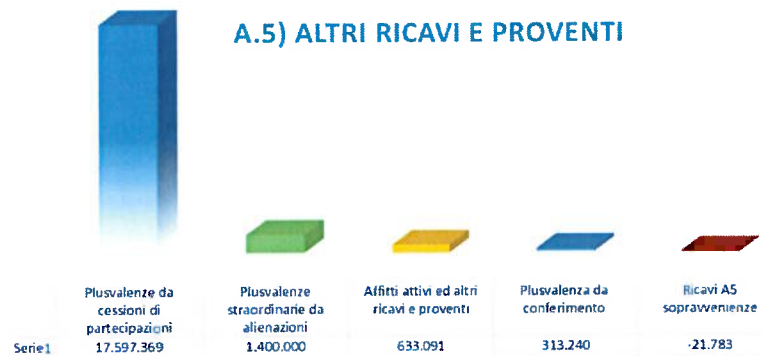 A.5) ALTRI RICAVI E PROVENTI
Plusvalenze da cessioni di partecipazioni
Plusvalenze straordinarie da alienazioni
Affitti attivi ed altri ricavi e proventi
Plusvalenza da conferimento
Ricavi A5 sopravvenienze
Serie1 17.597.369 1.400.000 633.091 313.240 -21.783